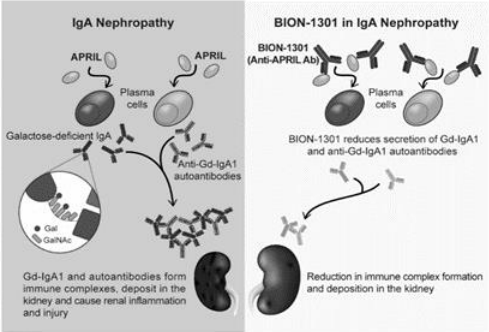 IgA Nephropathy
APRIL
APRIL
Plasma
cells
Galactose-deficient IgA
Anti-Gd-IgA1
autoantibodies
Gal
GalNAc
Gd-IgA1 and autoantibodies form
immune complexes, deposit in the
kidney and cause renal inflammation
and injury
BION-1301 in IgA Nephropathy
BION-1301
(Anti-APRIL Ab)
Plasma
cells
BION-1301 reduces secretion of Gd-IgA1
and anti-Gd-IgA1 autoantibodies
Reduction in immune complex formation
and deposition in the kidney